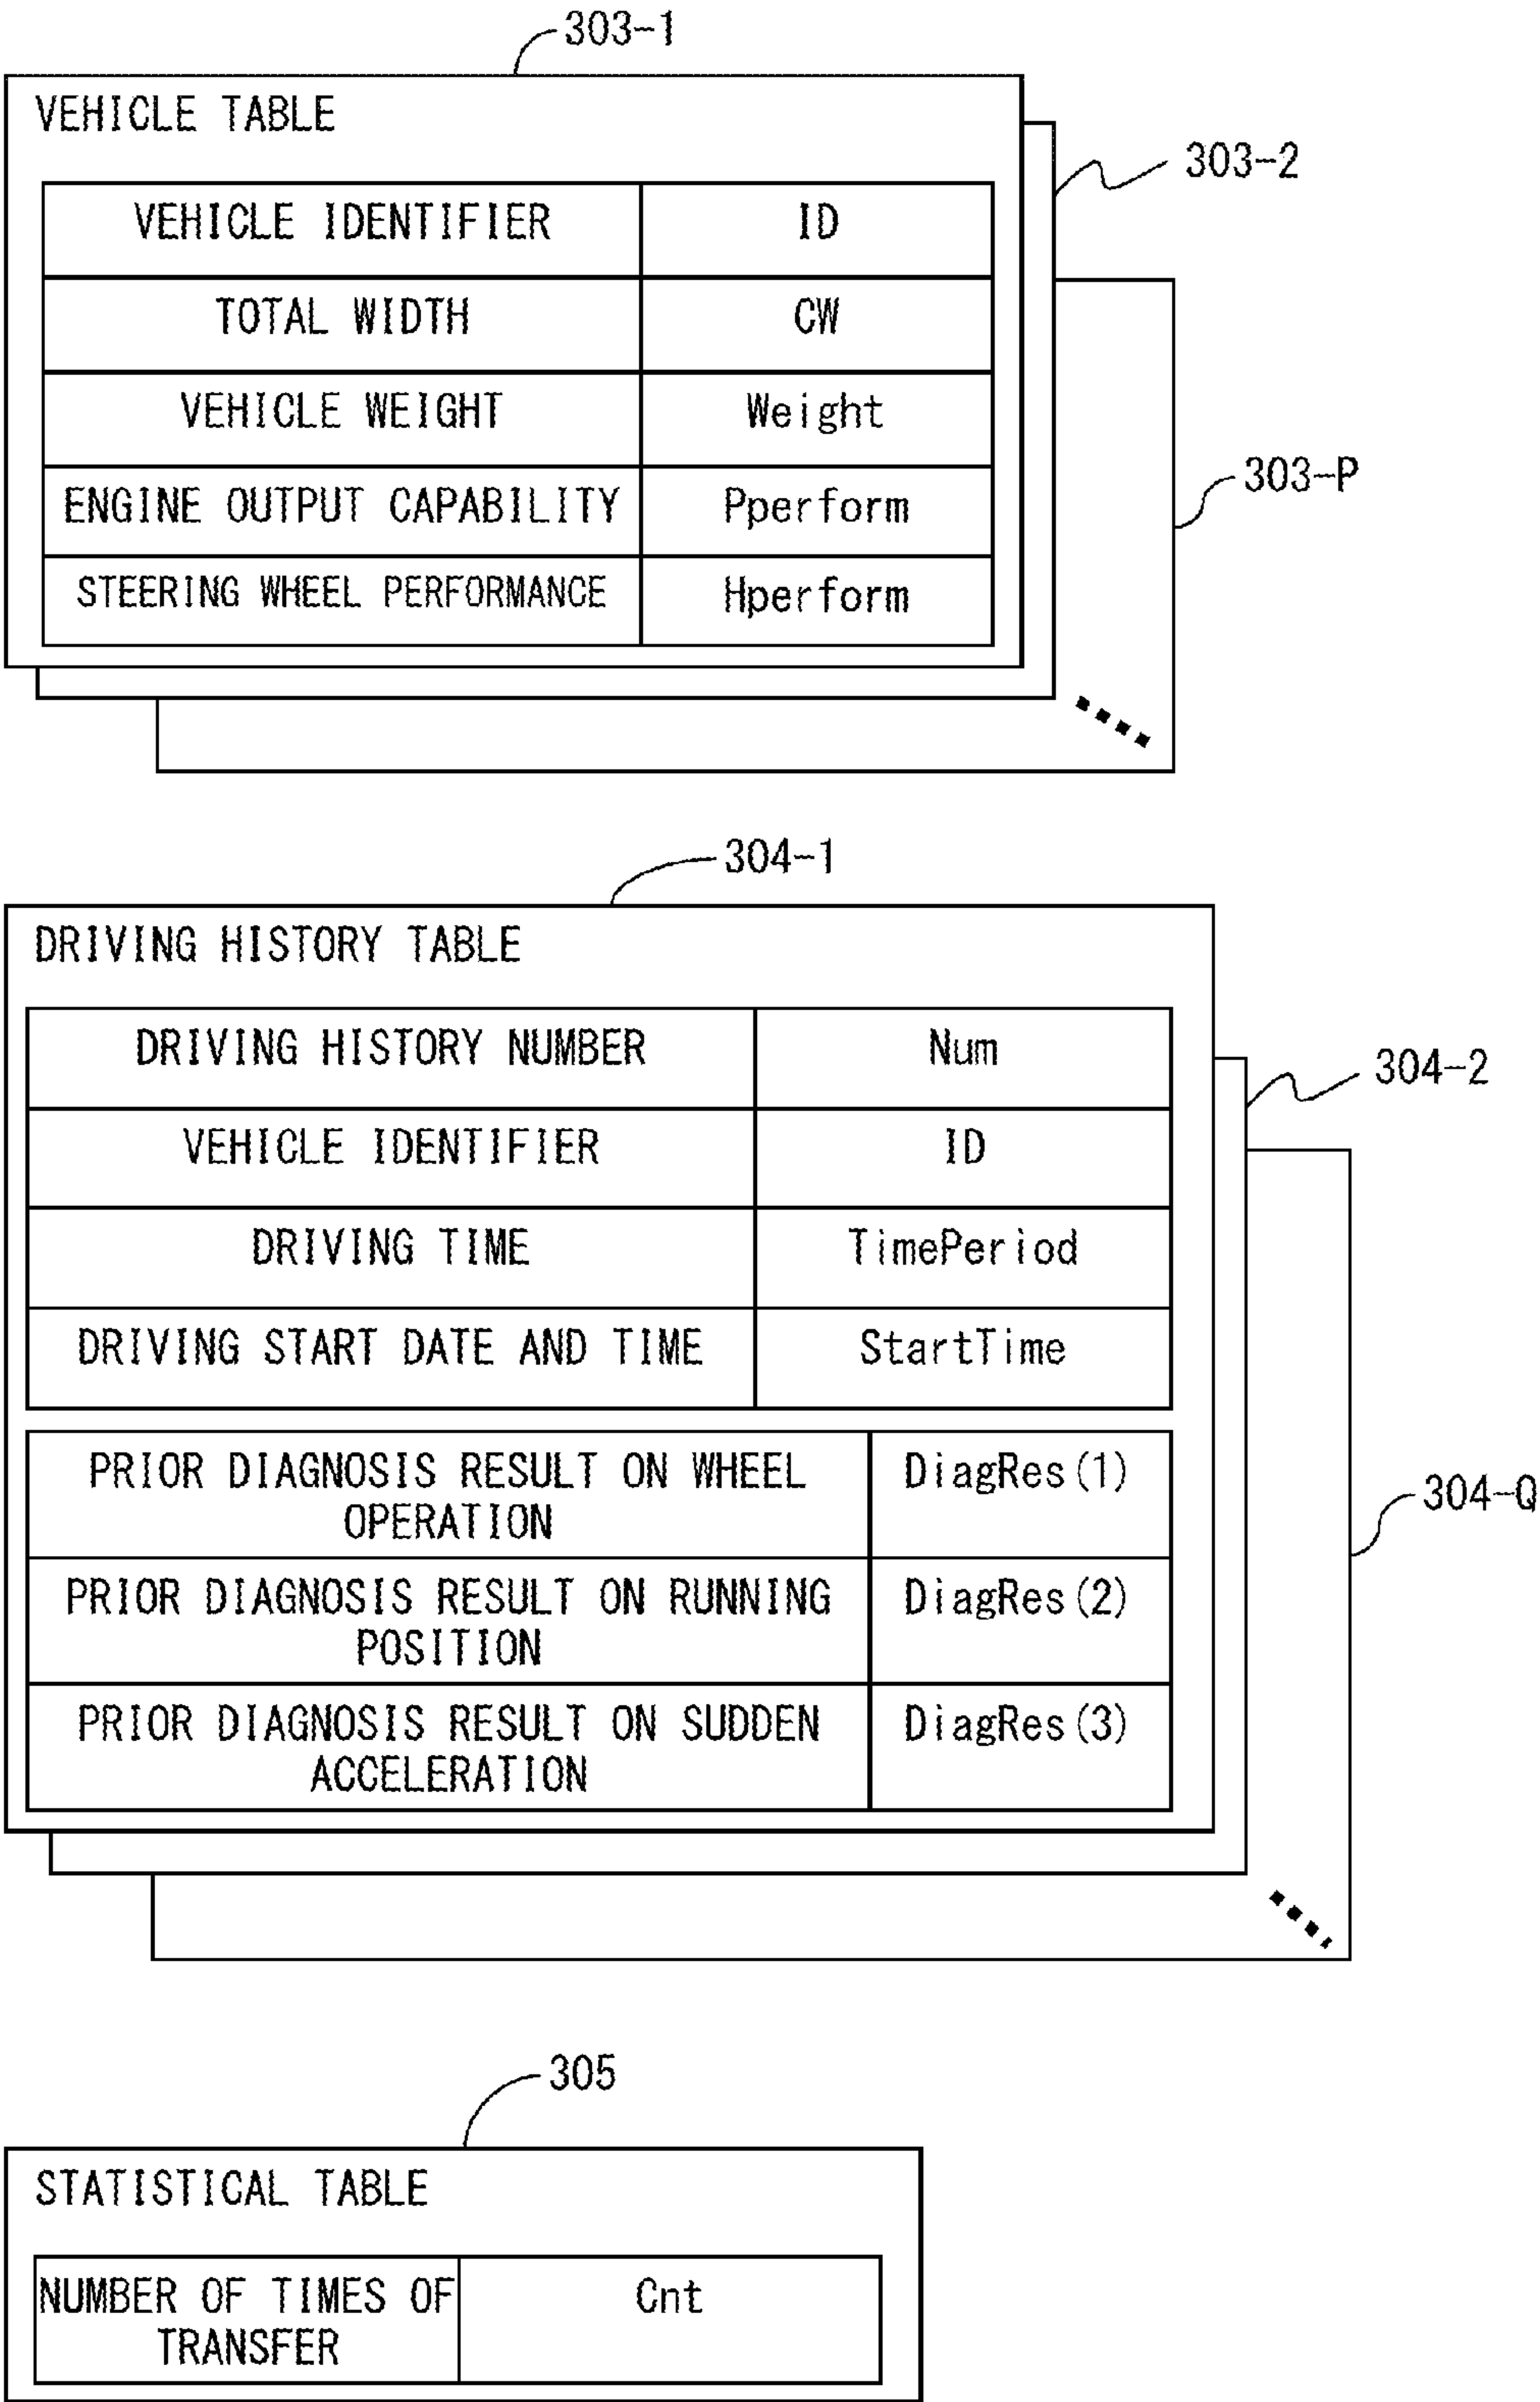 303-1
VEHICLE TABLE
303-2
VEHICLE IDENTIFIER ID
TOTAL WIDTH CW
VEHICLE WEIGHT Weight
303-P
ENGINE OUTPUT CAPABILITY Pperform
STEERING WHEEL PERFORMANCE Hperform
304-1
DRIVING HISTORY TABLE
DRIVING HISTORY NUMBER Num
304-2
VEHICLE IDENTIFIER ID
DRIVING TIME TimePeriod
DRIVING START DATE AND TIME StartTime
PRIOR DIAGNOSIS RESULT ON WHEEL DiagRes(1)
304-Q
OPERATION
PRIOR DIAGNOSIS RESULT ON RUNNING DiagRes(2)
POSITION
PRIOR DIAGNOSIS RESULT ON SUDDEN DiagRes(3)
ACCELERATION
305
STATISTICAL TABLE
NUMBER OF TIMES OF Cnt
TRANSFER